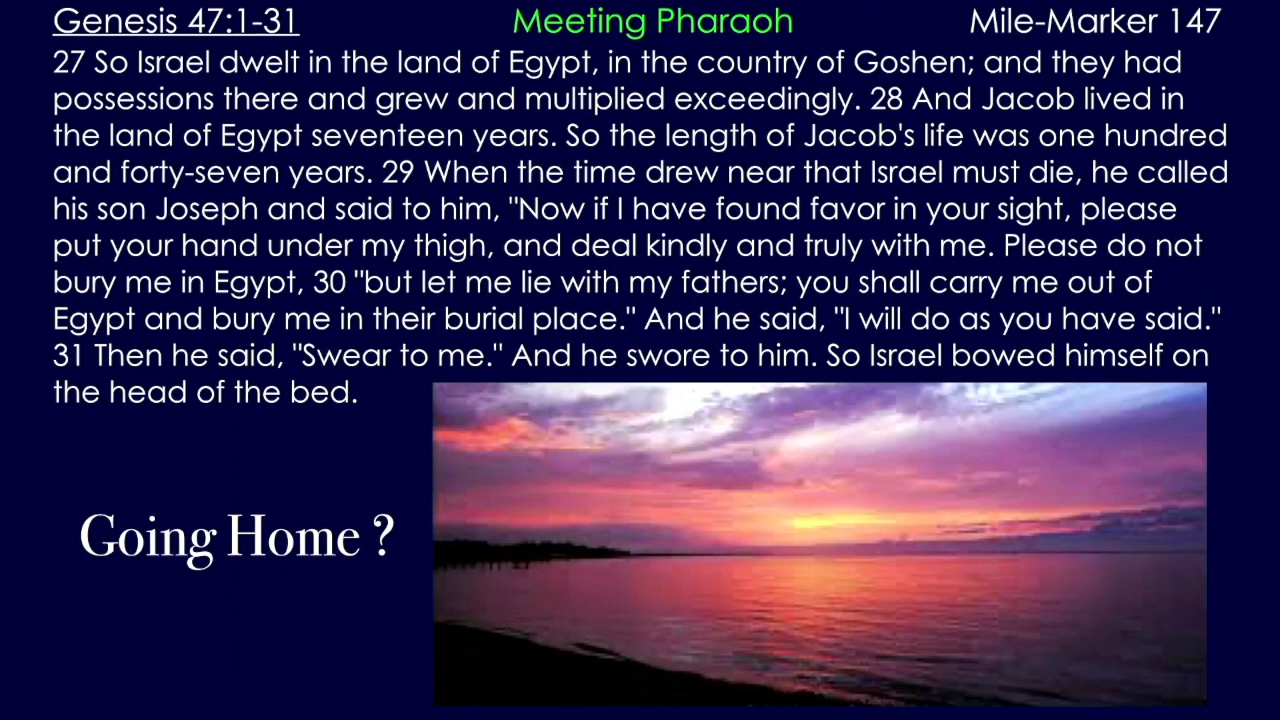 Genesis 47:1-31 Meeting Pharaoh Mile-Marker 147
27 So Israel dwelt in the land of Egypt, in the country of Goshen; and they had
possessions there and grew and multiplied exceedingly. 28 And Jacob lived in
the land of Egypt seventeen years. So the length of Jacob's life was one hundred
and forty-seven years. 29 When the time drew near that Israel must die, he called
his son Joseph and said to him, "Now if I have found favor in your sight, please
put your hand under my thigh, and deal kindly and truly with me. Please do not
bury me in Egypt, 30 "but let me lie with my fathers; you shall carry me out of
Egypt and bury me in their burial place." And he said, "I will do as you have said."
31 Then he said, "Swear to me." And he swore to him. So Israel bowed himself on
the head of the bed.
Going Home ?